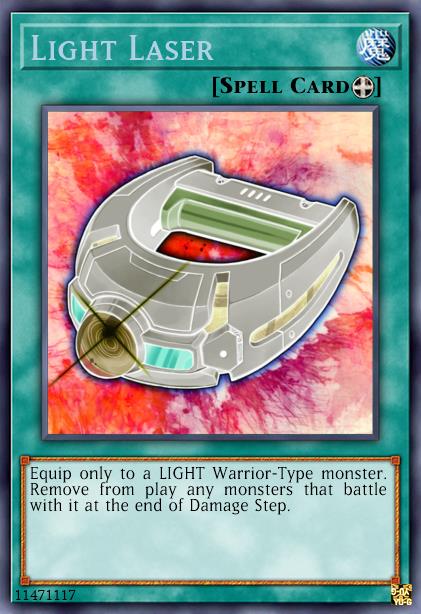 Light Laser
魔
[Spell Card]
Equip only to a LIGHT Warrior-Type monster.
Remove from play any monsters that battle
with it at the end of Damage Step.
11471117